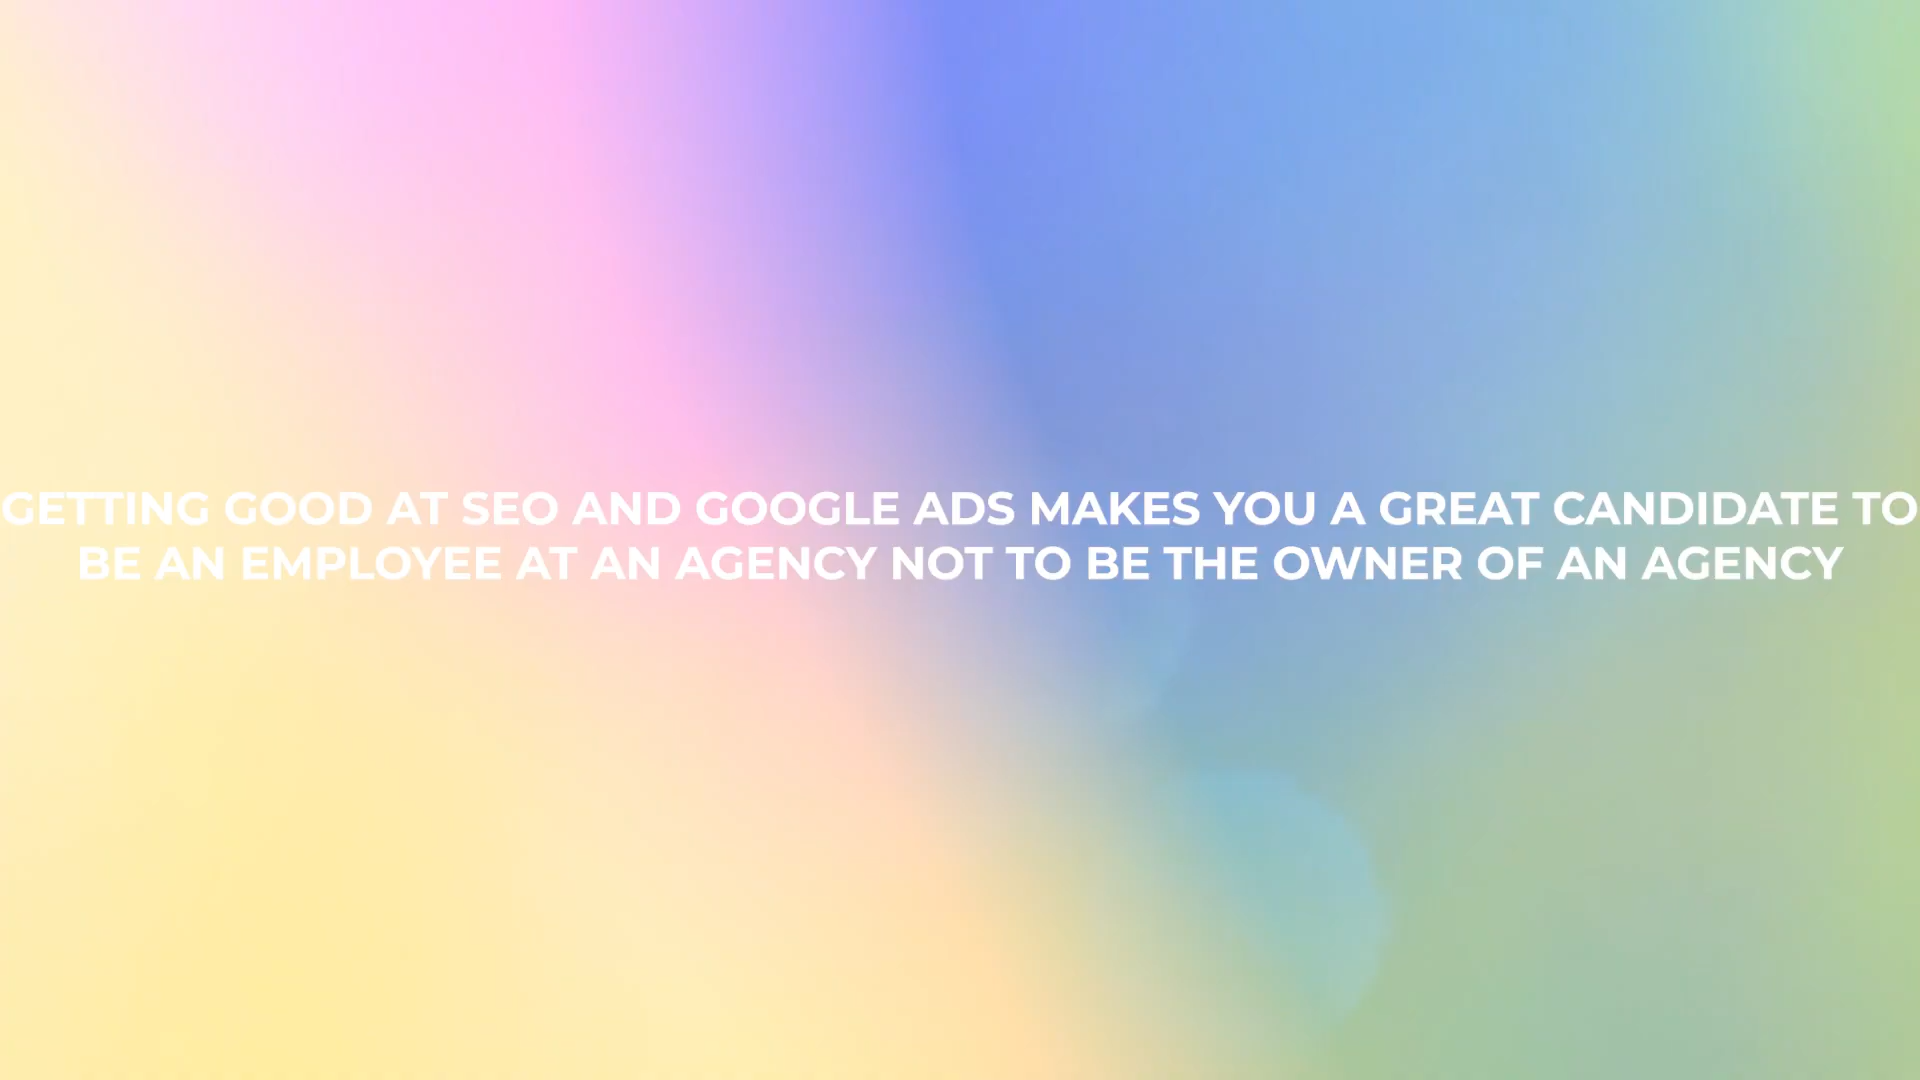 GETTING GOOD AT SEO AND GOOGLE ADS MAKES YOU A GREAT CANDIDATE TO
BE AN EMPLOYEE AT AN AGENCY NOT TO BE THE OWNER OF AN AGENCY